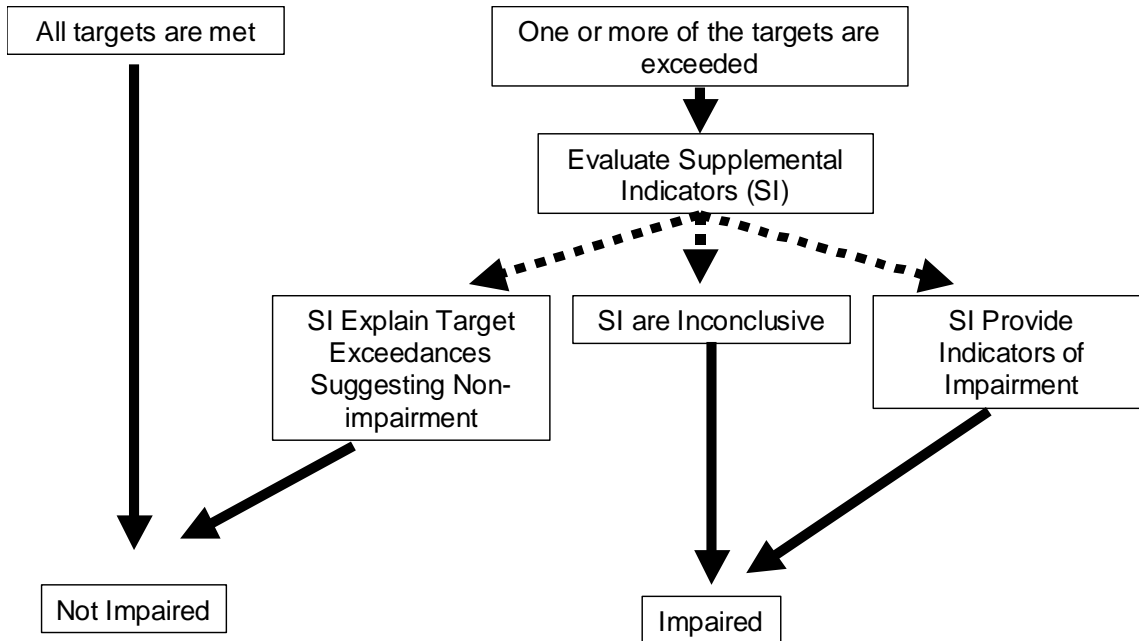 All targets are met
One or more of the targets are
exceeded
Evaluate Supplemental
Indicators (SI)
SI Explain Target
Exceedances
Suggesting Non-
impairment
SI are Inconclusive
SI Provide
Indicators of
Impairment
Not Impaired
Impaired